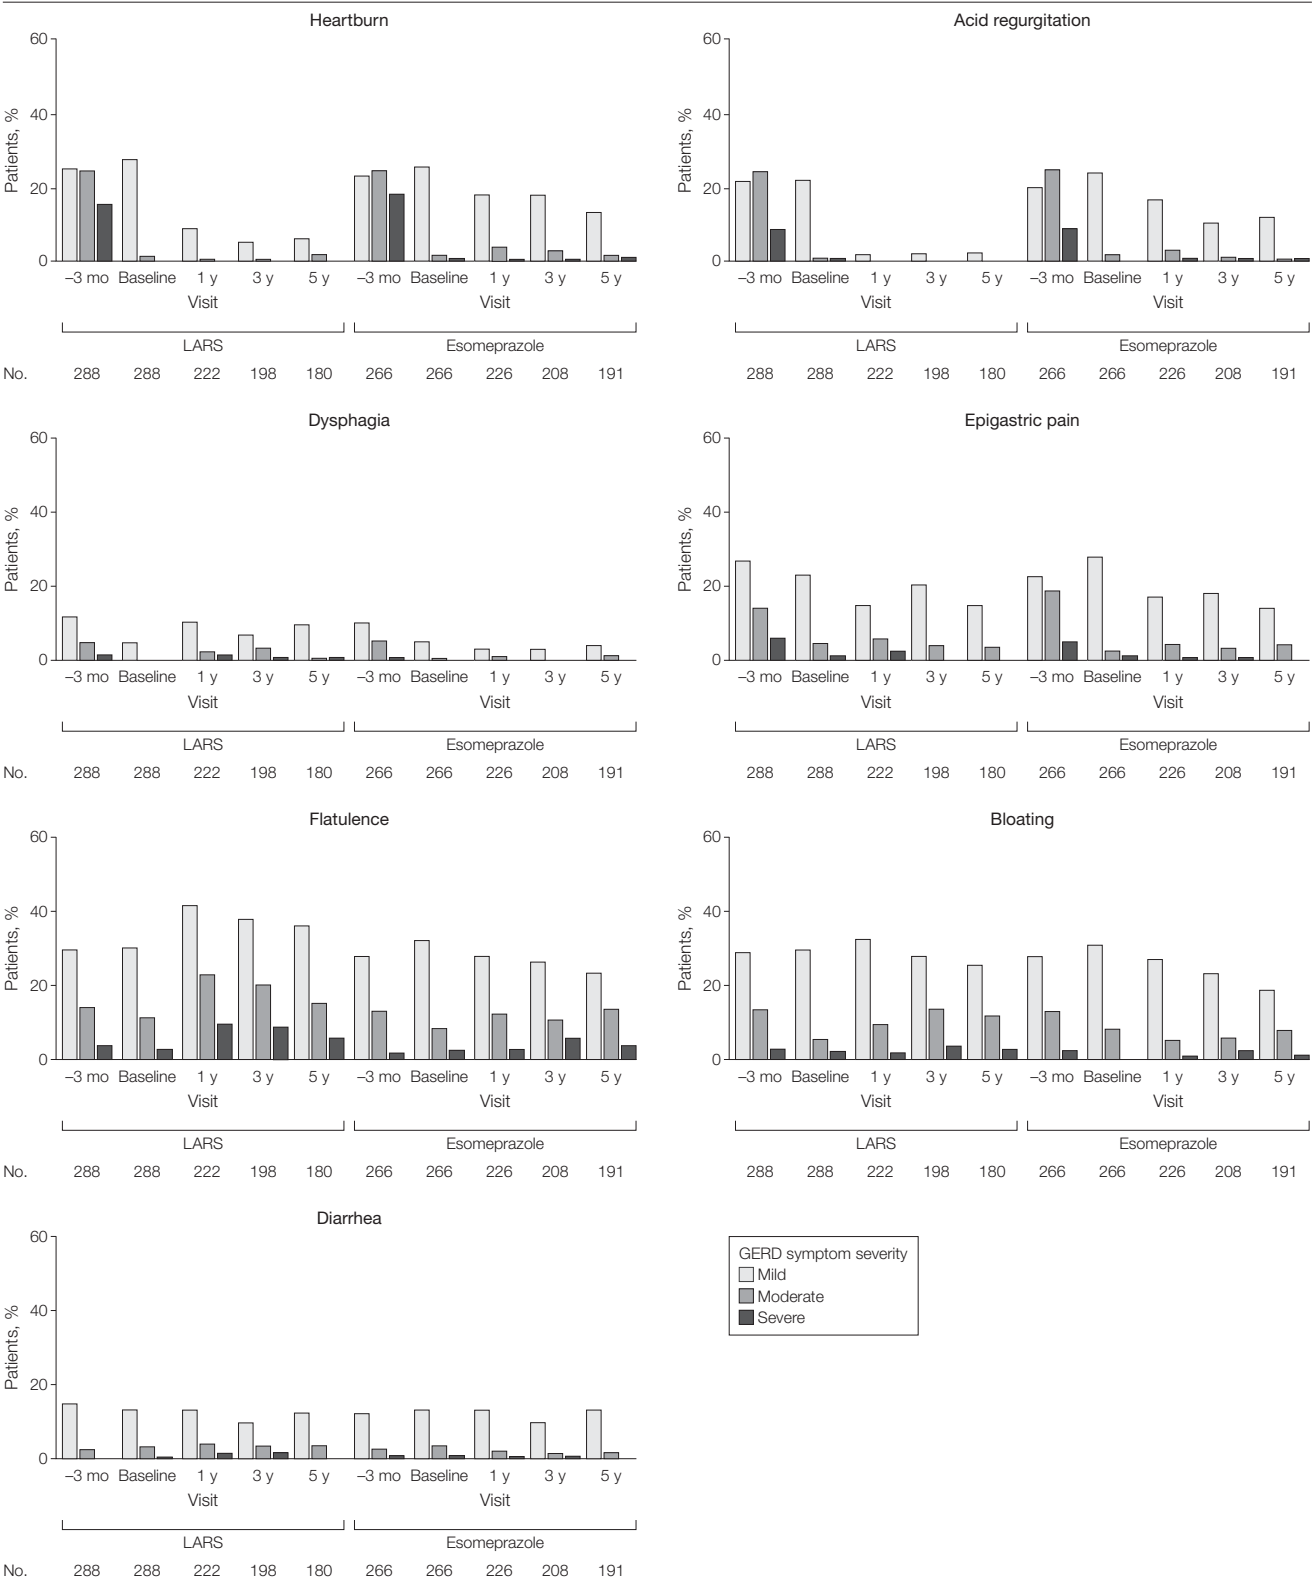 Heartburn
60
40
20
0
Patients, %
–3 mo Baseline 1 y 3 y 5 y –3 mo Baseline 1 y 3 y 5 y
Visit Visit
LARS Esomeprazole
No. 288 288 222 198 180 266 266 226 208 191
Acid regurgitation
60
40
20
0
Patients, %
–3 mo Baseline 1 y 3 y 5 y –3 mo Baseline 1 y 3 y 5 y
Visit Visit
LARS Esomeprazole
288 288 222 198 180 266 266 226 208 191
Dysphagia
60
40
20
0
Patients, %
–3 mo Baseline 1 y 3 y 5 y –3 mo Baseline 1 y 3 y 5 y
Visit Visit
LARS Esomeprazole
No. 288 288 222 198 180 266 266 226 208 191
Epigastric pain
60
40
20
0
Patients, %
–3 mo Baseline 1 y 3 y 5 y –3 mo Baseline 1 y 3 y 5 y
Visit Visit
LARS Esomeprazole
288 288 222 198 180 266 266 226 208 191
Flatulence
60
40
20
0
Patients, %
–3 mo Baseline 1 y 3 y 5 y –3 mo Baseline 1 y 3 y 5 y
Visit Visit
LARS Esomeprazole
No. 288 288 222 198 180 266 266 226 208 191
Bloating
60
40
20
0
Patients, %
–3 mo Baseline 1 y 3 y 5 y –3 mo Baseline 1 y 3 y 5 y
Visit Visit
LARS Esomeprazole
288 288 222 198 180 266 266 226 208 191
Diarrhea
60
40
20
0
Patients, %
–3 mo Baseline 1 y 3 y 5 y –3 mo Baseline 1 y 3 y 5 y
Visit Visit
LARS Esomeprazole
No. 288 288 222 198 180 266 266 226 208 191
GERD symptom severity
Mild
Moderate
Severe